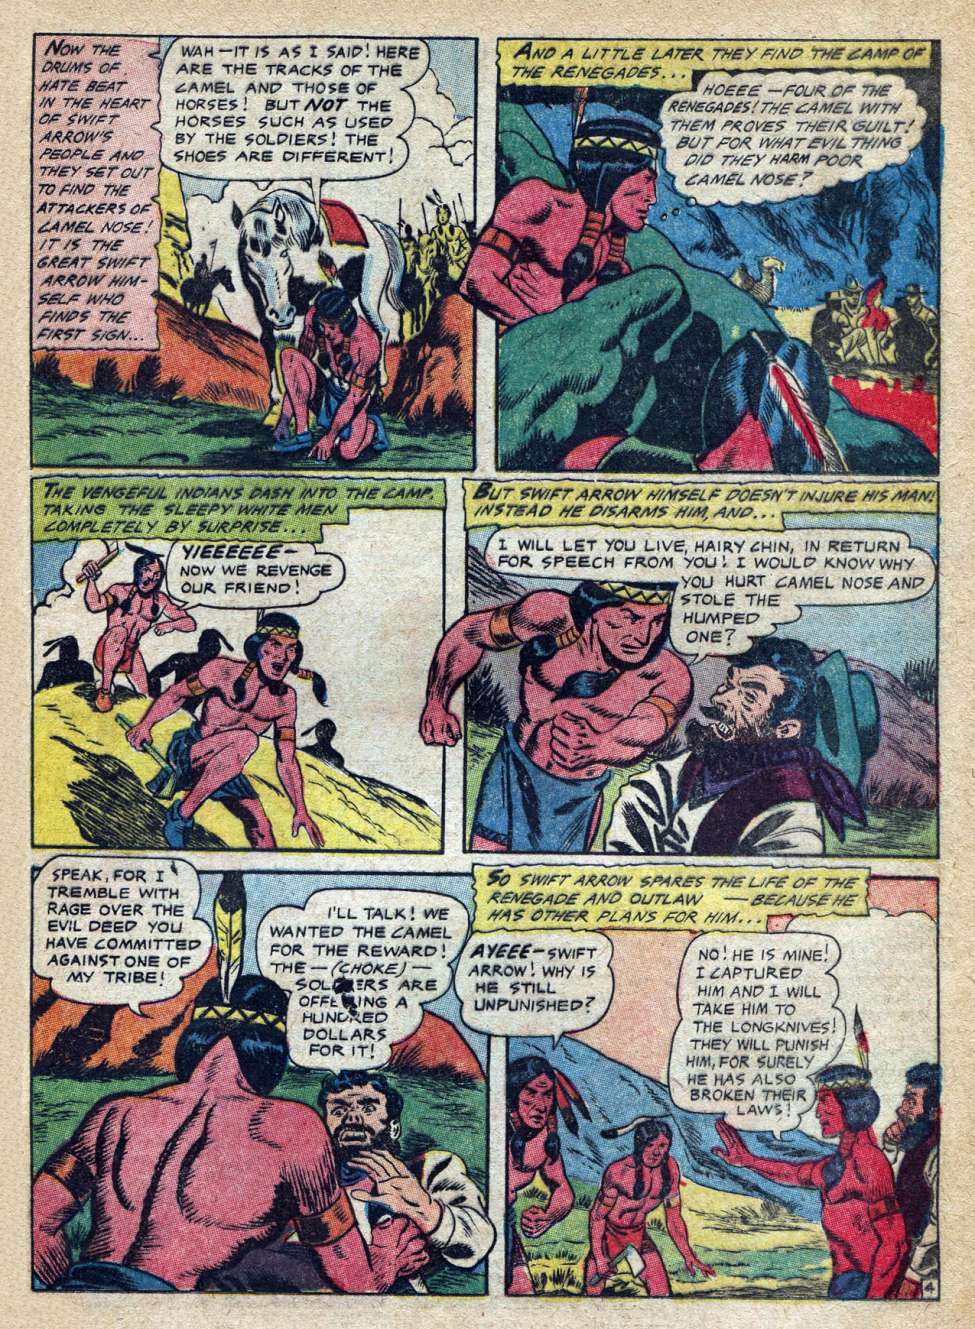 NOW THE
DRUMS OF
HATE BEAT
IN THE HEART
OF SWIFT
ARROW'S
PEOPLE AND
THEY SET OUT
TO FIND THE
ATTACKERS OF
CAMEL NOSE!
IT IS THE
GREAT SWIFT
ARROW HIM-
SELF WHO
FINDS THE
FIRST SIGN...
WAH-IT IS AS I SAID! HERE
ARE THE TRACKS OF THE
CAMEL AND THOSE OF
HORSES! BUT NOT THE
HORSES SUCH AS USED
BY THE SOLDIERS! THE
SHOES ARE DIFFERENT!
AND A LITTLE LATER THEY FIND THE CAMP OF
THE RENEGADES...
HOEEE-FOUR OF THE
RENEGADES! THE CAMEL WITH
THEM PROVES THEIR GUILT!
BUT FOR WHAT EVIL THING
DID THEY HARM POOR
CAMEL NOSE?
THE VENGEFUL INDIANS DASH INTO THE CAMP,
TAKING THE SLEEPY WHITE MEN
COMPLETELY BY SURPRISE...
YIEEEEEE-
NOW WE REVENGE
OUR FRIEND!
BUT SWIFT ARROW HIMSELF DOESN'T INJURE HIS MAN!
INSTEAD HE DISARMS HIM, AND...
I WILL LET YOU LIVE, HAIRY CHIN, IN RETURN
FOR SPEECH FROM YOU! I WOULD KNOW WHY
YOU HURT CAMEL NOSE AND
STOLE THE
HUMPED
ONE?
SPEAK, FOR I
TREMBLE WITH
RAGE OVER THE
EVIL DEED YOU
HAVE COMMITTED
AGAINST ONE OF
MY TRIBE!
I'LL TALK! WE
WANTED THE CAMEL
FOR THE REWARD!
THE-(CHOKE)-
SOLDIERS ARE
OFFERING A
HUNDRED
DOLLARS
FOR IT!
SO SWIFT ARROW SPARES THE LIFE OF THE
RENEGADE AND OUTLAW -BECAUSE HE
HAS OTHER PLANS FOR HIM...
AYEEE-SWIFT
ARROW! WHY IS
HE STILL
UNPUNISHED?
NO! HE IS MINE!
I CAPTURED
HIM AND I WILL
TAKE HIM TO
THE LONGKNIVES!
THEY WILL PUNISH
HIM, FOR SURELY
HE HAS ALSO
BROKEN THEIR
LAWS!
4